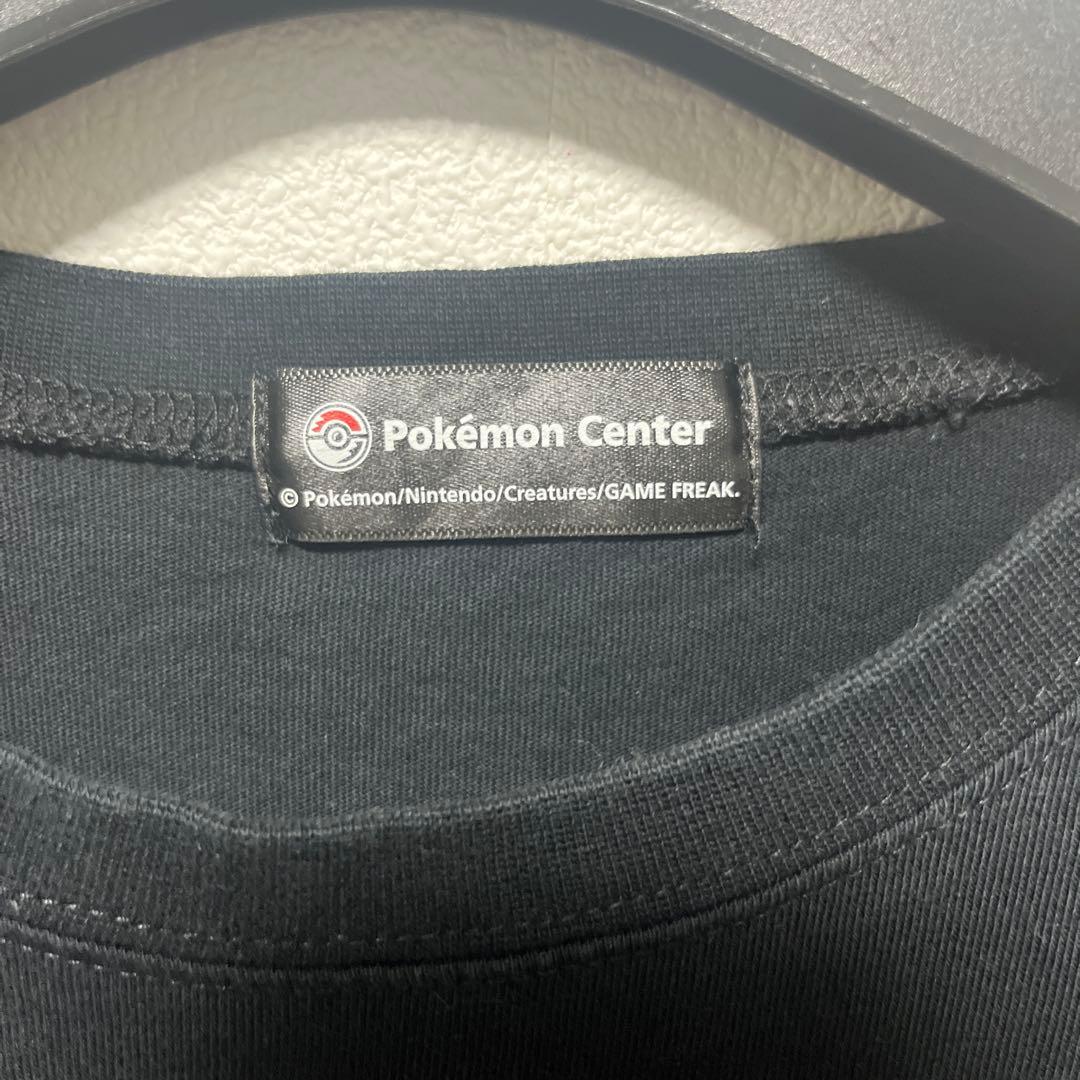 Pokémon Center
© Pokémon/Nintendo/Creatures/GAME FREAK.